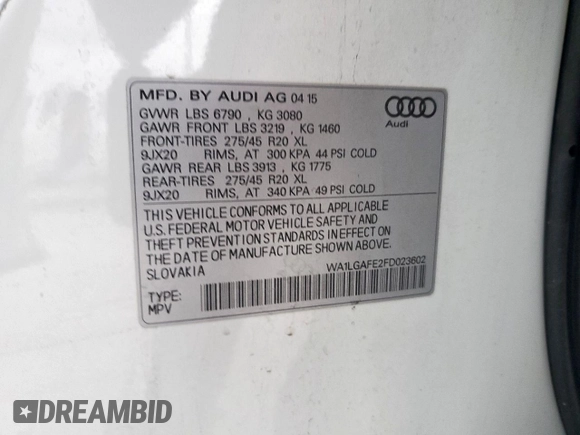 MFD. BY AUDI AG 04 15
GVWR LBS 6790 , KG 3080
GAWR FRONT LBS 3219 , KG 1460
FRONT-TIRES 275/45 R20 XL
9JX20 RIMS, AT 300 KPA 44 PSI COLD
GAWR REAR LBS 3913 , KG 1775
REAR-TIRES 275/45 R20 XL
9JX20 RIMS, AT 340 KPA 49 PSI COLD
Audi
THIS VEHICLE CONFORMS TO ALL APPLICABLE
U.S. FEDERAL MOTOR VEHICLE SAFETY AND
THEFT PREVENTION STANDARDS IN EFFECT ON
THE DATE OF MANUFACTURE SHOWN ABOVE.
SLOVAKIA
WA1LGAFE2FD023602
TYPE:
MPV
DREAMBID